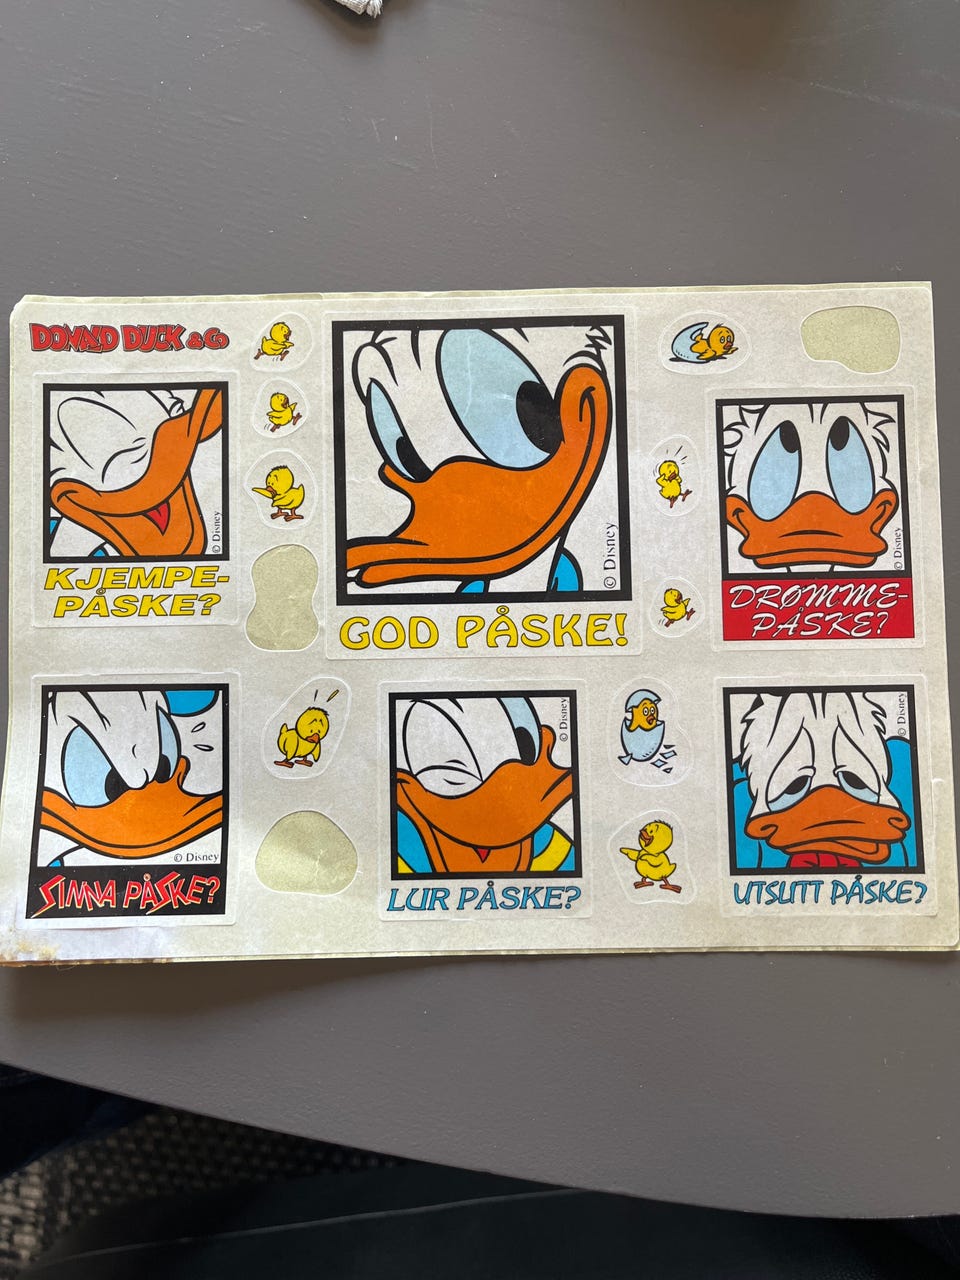 DONALD DUCK & Co
© Disney
KJEMPE-
PÅSKE?
© Disney
GOD PÅSKE!
© Disney
DRØMME-
PÅSKE?
© Disney
SINNA PÅSKE?
© Disney
LUR PÅSKE?
© Disney
UTSLITT PÅSKE?